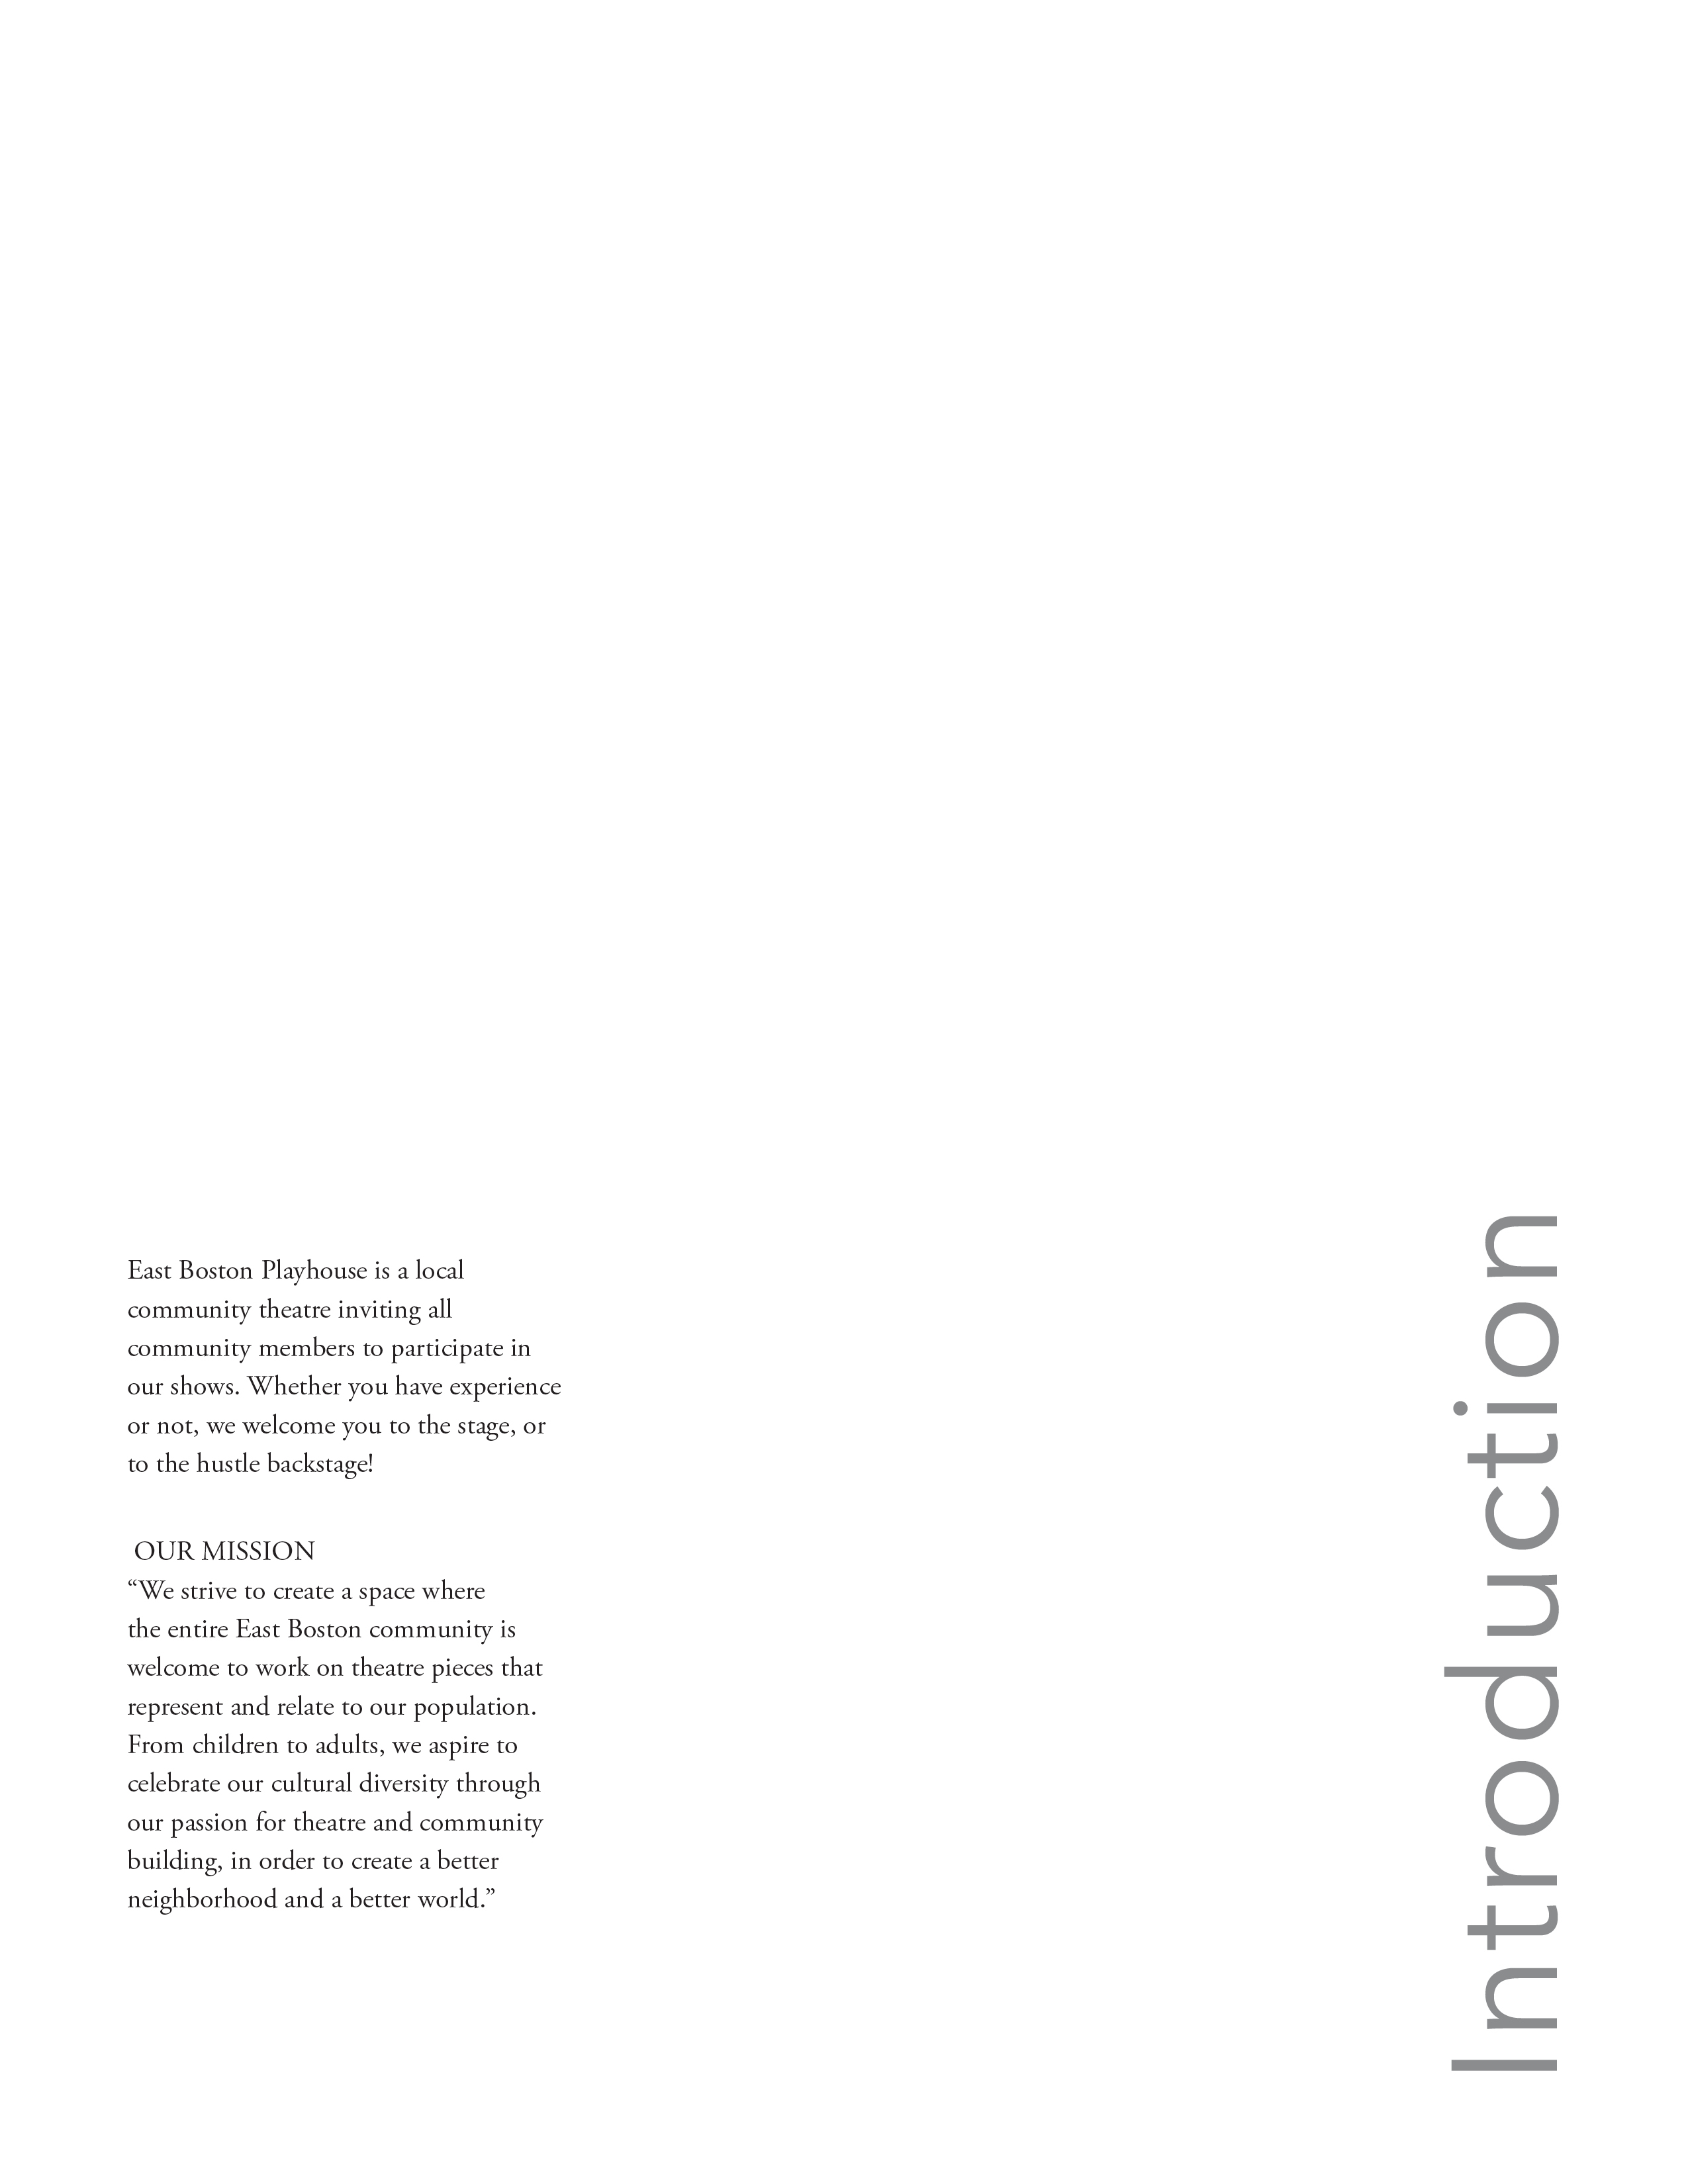 East Boston Playhouse is a local
community theatre inviting all
community members to participate in
our shows. Whether you have experience
or not, we welcome you to the stage, or
to the hustle backstage!
OUR MISSION
“We strive to create a space where
the entire East Boston community is
welcome to work on theatre pieces that
represent and relate to our population.
From children to adults, we aspire to
celebrate our cultural diversity through
our passion for theatre and community
building, in order to create a better
neighborhood and a better world.”
Introduction